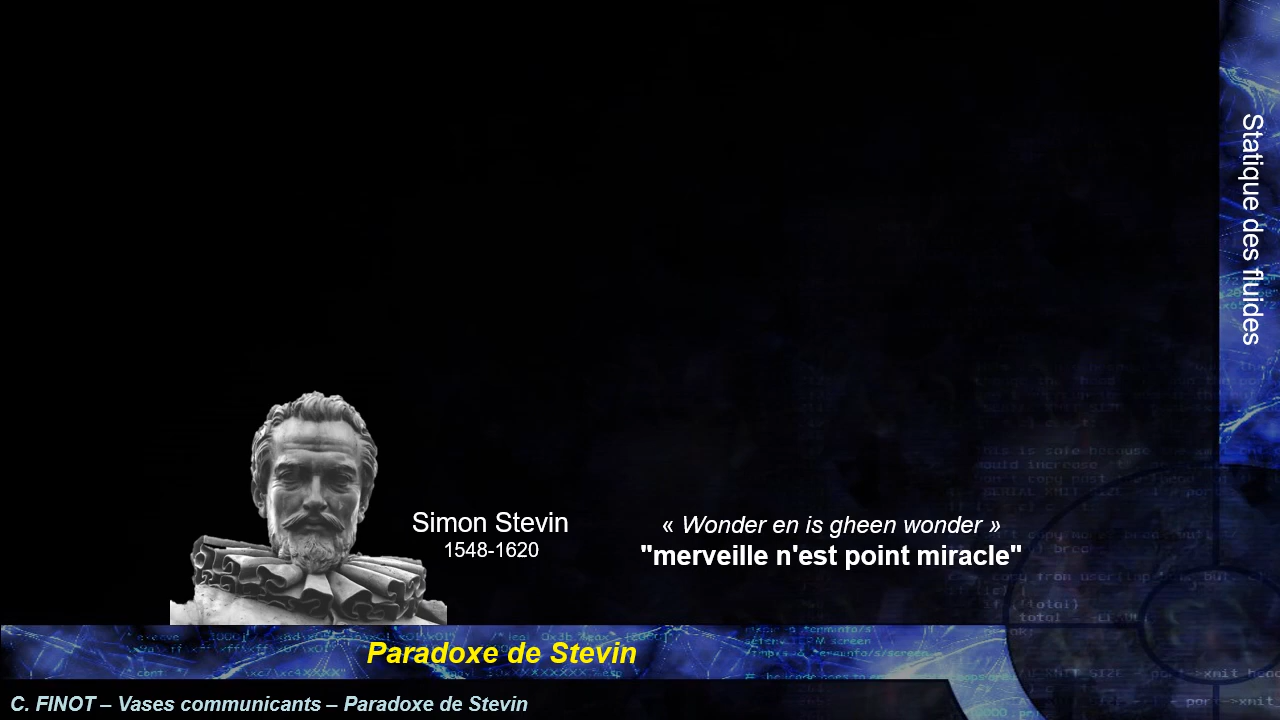 Statique des fluides
Simon Stevin
1548-1620
« Wonder en is gheen wonder »
"merveille n'est point miracle"
Paradoxe de Stevin
C. FINOT – Vases communicants – Paradoxe de Stevin